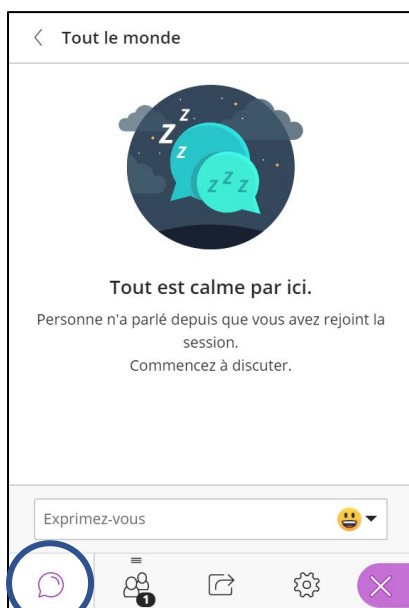 Tout le monde
z
Z
z
z z z
Tout est calme par ici.
Personne n'a parlé depuis que vous avez rejoint la
session.
Commencez à discuter.
Exprimez-vous
1